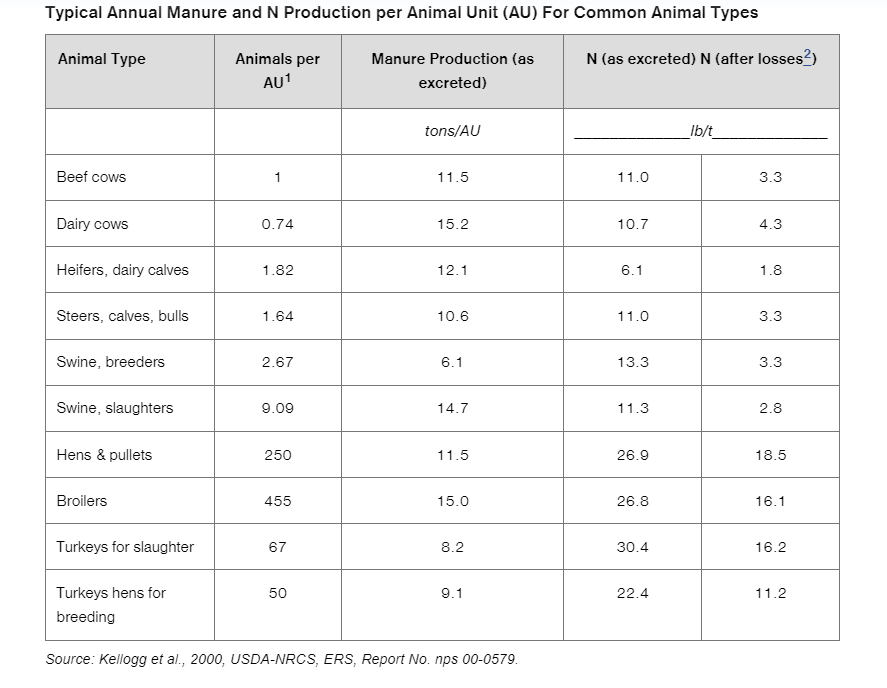 Typical Annual Manure and N Production per Animal Unit (AU) For Common Animal Types
Animal Type Animals per AU1 Manure Production (as excreted) N (as excreted) N (after losses2)
tons/AU _____________lb/t_____________
Beef cows 1 11.5 11.0 3.3
Dairy cows 0.74 15.2 10.7 4.3
Heifers, dairy calves 1.82 12.1 6.1 1.8
Steers, calves, bulls 1.64 10.6 11.0 3.3
Swine, breeders 2.67 6.1 13.3 3.3
Swine, slaughters 9.09 14.7 11.3 2.8
Hens & pullets 250 11.5 26.9 18.5
Broilers 455 15.0 26.8 16.1
Turkeys for slaughter 67 8.2 30.4 16.2
Turkeys hens for breeding 50 9.1 22.4 11.2
Source: Kellogg et al., 2000, USDA-NRCS, ERS, Report No. nps 00-0579.